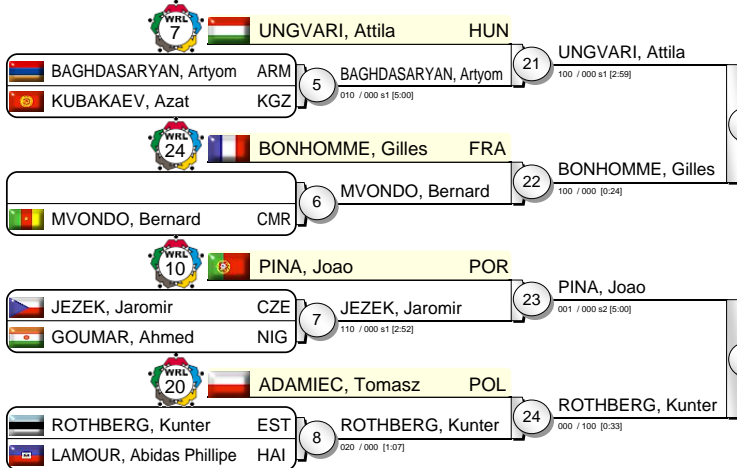 WRL
7
UNGVARI, Attila HUN
UNGVARI, Attila
21
100 / 000 s1 [2:59]
BAGHDASARYAN, Artyom ARM
BAGHDASARYAN, Artyom
5
010 / 000 s1 [5:00]
KUBAKAEV, Azat KGZ
WRL
24
BONHOMME, Gilles FRA
BONHOMME, Gilles
22
100 / 000 [0:24]
MVONDO, Bernard
6
MVONDO, Bernard CMR
WRL
10
PINA, Joao POR
PINA, Joao
23
001 / 000 s2 [5:00]
JEZEK, Jaromir CZE
JEZEK, Jaromir
7
110 / 000 s1 [2:52]
GOUMAR, Ahmed NIG
WRL
20
ADAMIEC, Tomasz POL
ROTHBERG, Kunter
24
000 / 100 [0:33]
ROTHBERG, Kunter EST
ROTHBERG, Kunter
8
020 / 000 [1:07]
LAMOUR, Abidas Phillipe HAI